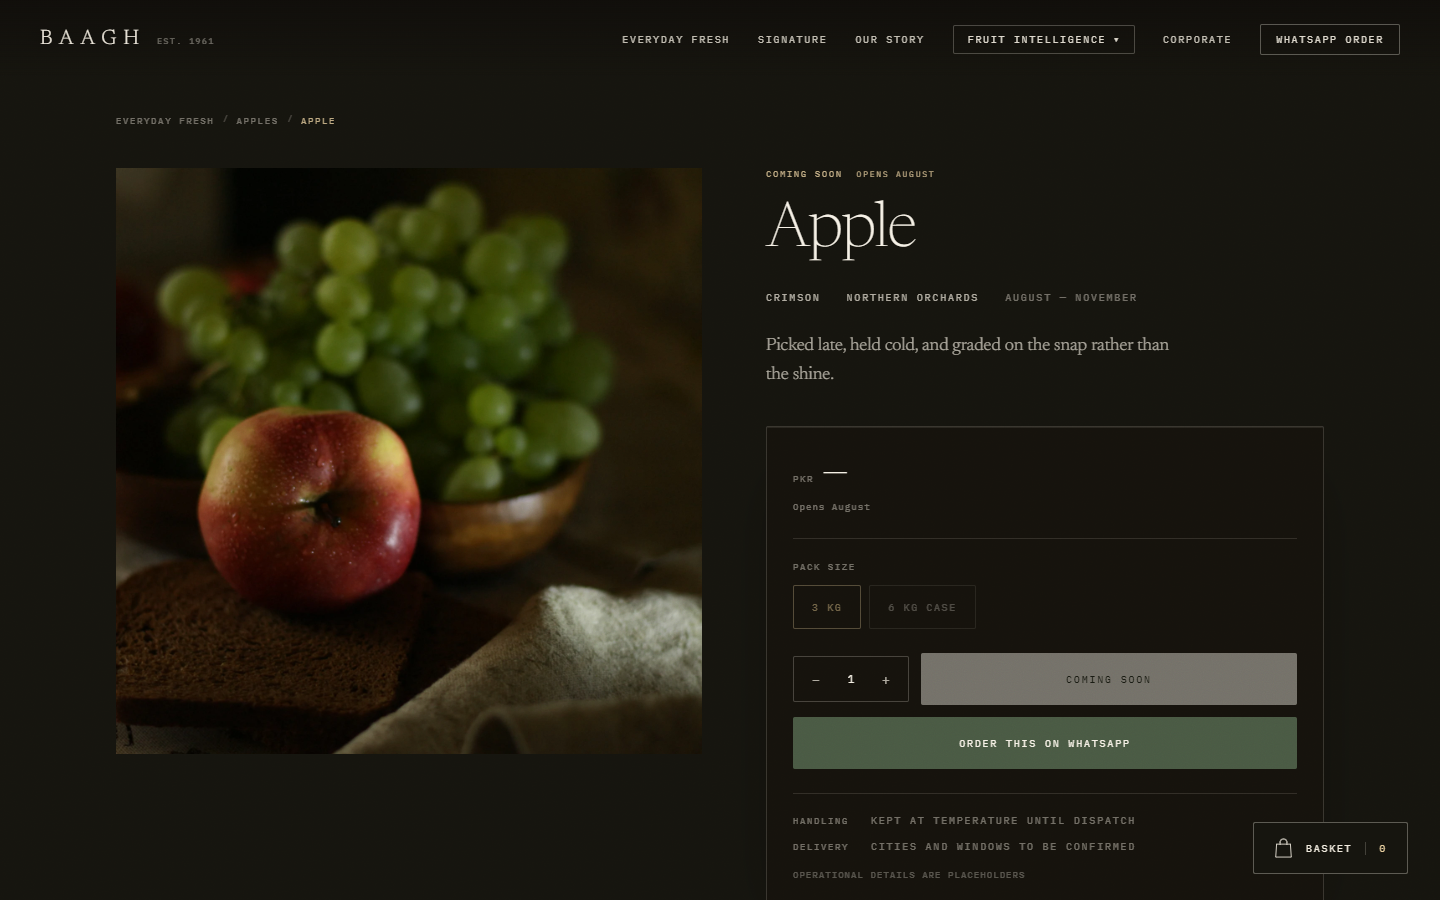 BAAGH EST. 1961
EVERYDAY FRESH SIGNATURE OUR STORY FRUIT INTELLIGENCE ▾ CORPORATE WHATSAPP ORDER
EVERYDAY FRESH / APPLES / APPLE
COMING SOON OPENS AUGUST
Apple
CRIMSON NORTHERN ORCHARDS AUGUST — NOVEMBER
Picked late, held cold, and graded on the snap rather than
the shine.
PKR —
Opens August
PACK SIZE
3 KG 6 KG CASE
− 1 + COMING SOON
ORDER THIS ON WHATSAPP
HANDLING KEPT AT TEMPERATURE UNTIL DISPATCH
DELIVERY CITIES AND WINDOWS TO BE CONFIRMED
OPERATIONAL DETAILS ARE PLACEHOLDERS
BASKET 0